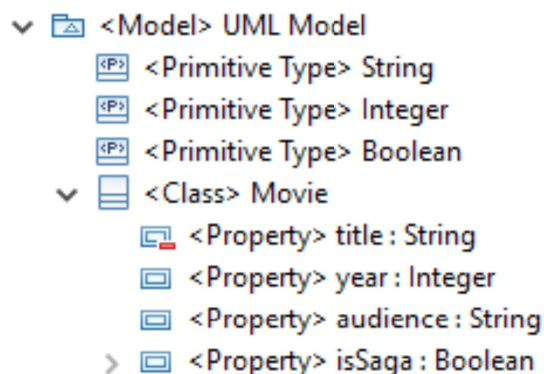 <Model> UML Model
<Primitive Type> String
<Primitive Type> Integer
<Primitive Type> Boolean
<Class> Movie
<Property> title : String
<Property> year : Integer
<Property> audience : String
<Property> isSaga : Boolean